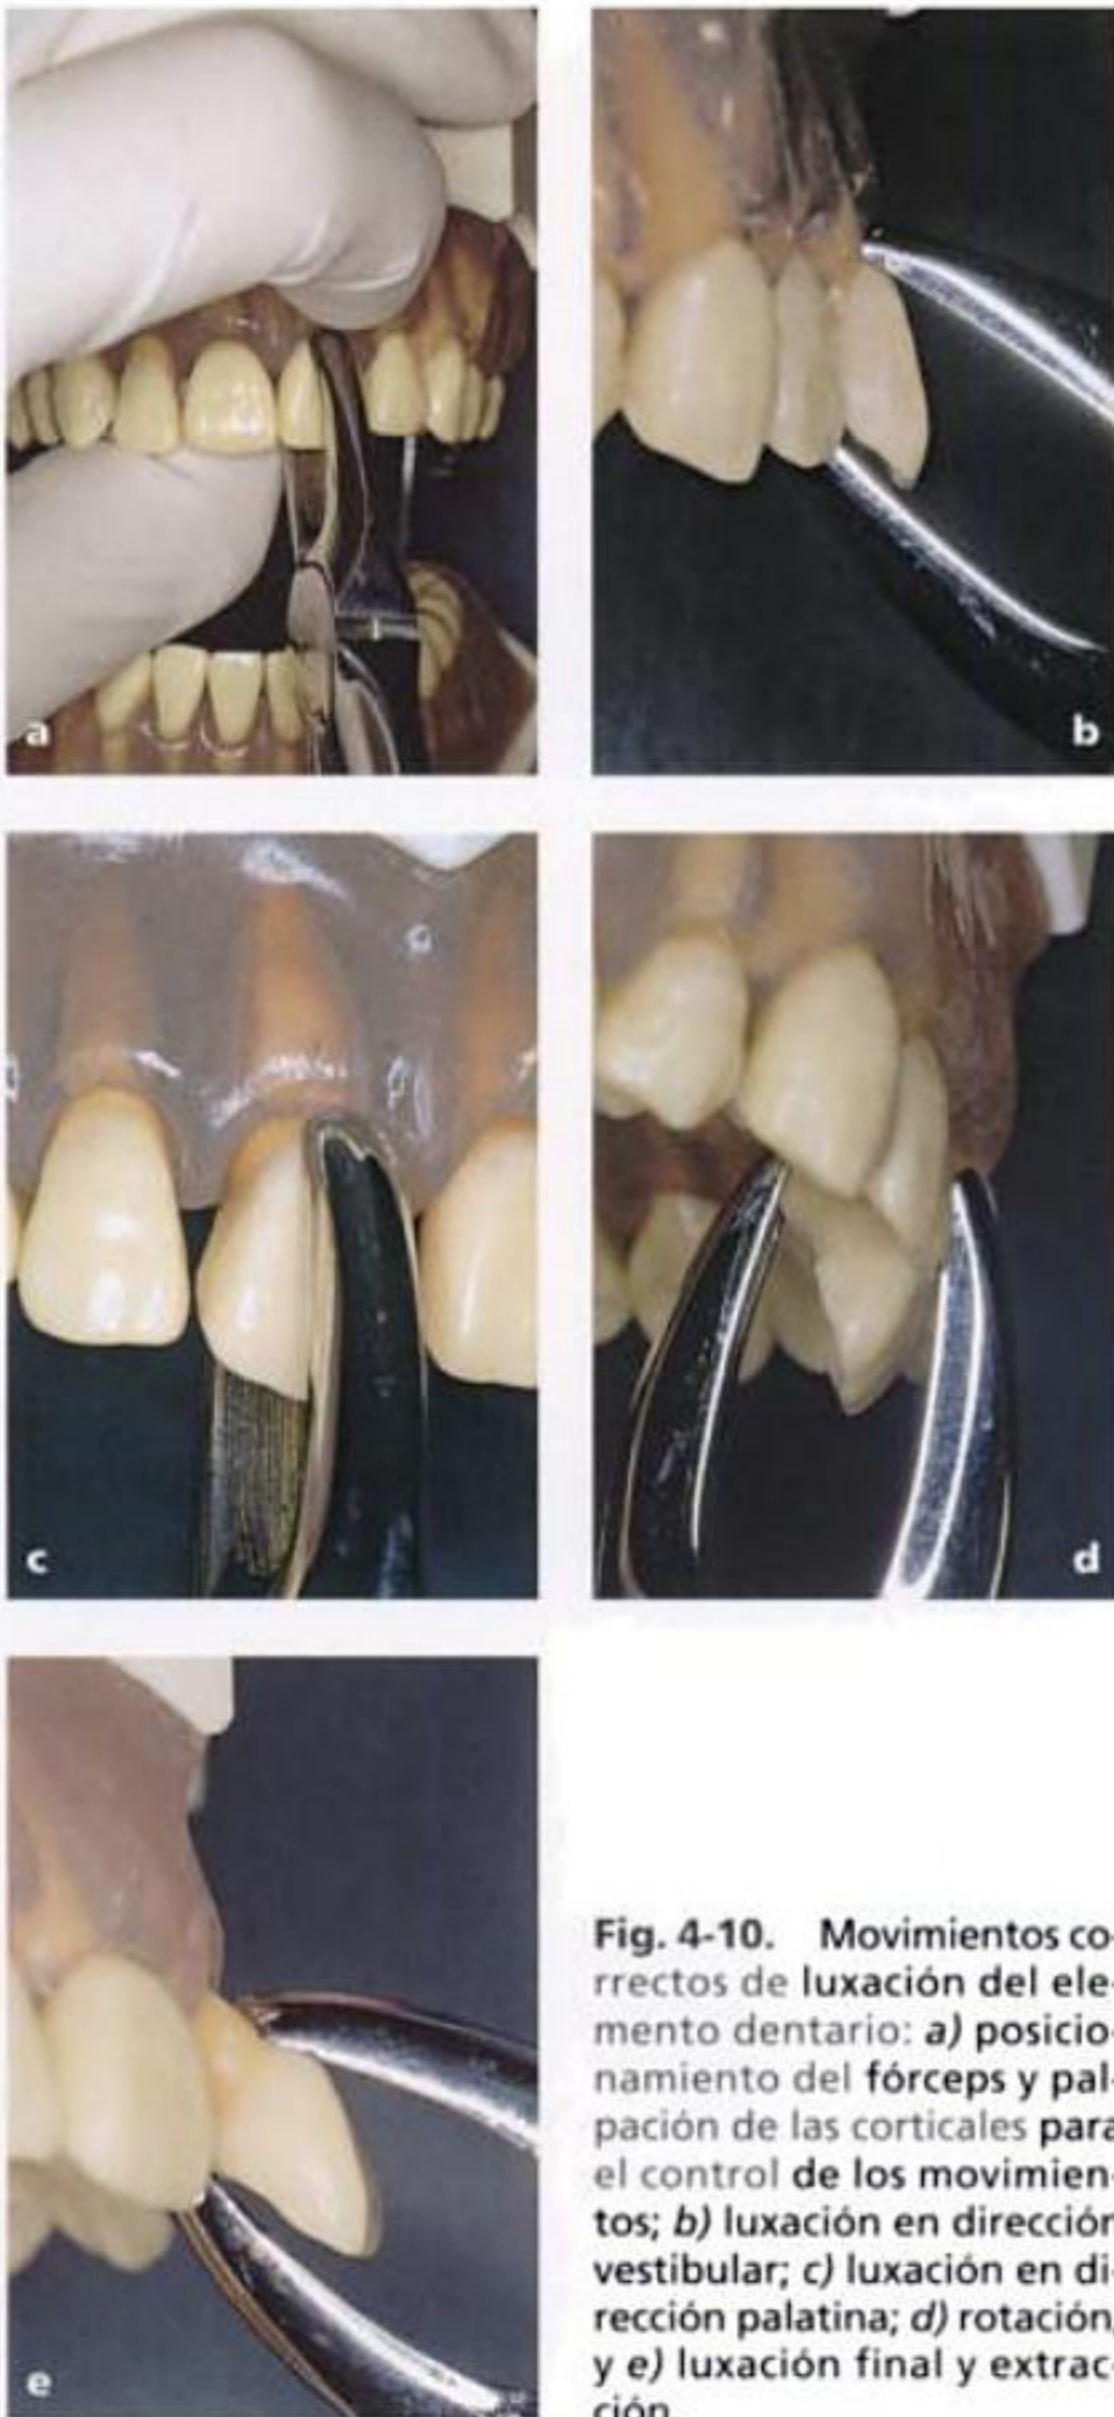 a
b
c
d
e
Fig. 4-10. Movimientos co-
rrectos de luxación del ele-
mento dentario: a) posicio-
namiento del fórceps y pal-
pación de las corticales para
el control de los movimien-
tos; b) luxación en dirección
vestibular; c) luxación en di-
rección palatina; d) rotación,
y e) luxación final y extrac-
ción.